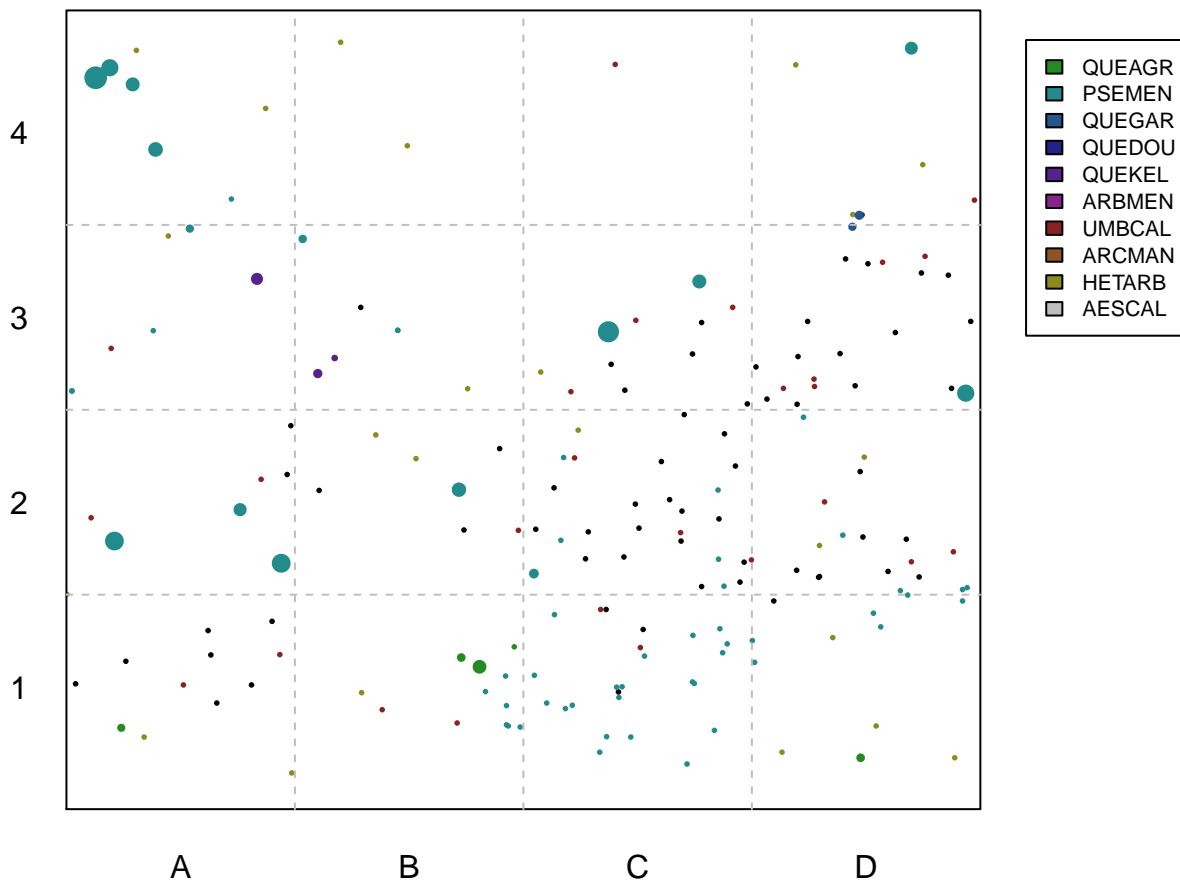 4
3
2
1
A
B
C
D
QUEAGR
PSEMEN
QUEGAR
QUEDOU
QUEKEL
ARBMEN
UMBCAL
ARCMAN
HETARB
AESCAL